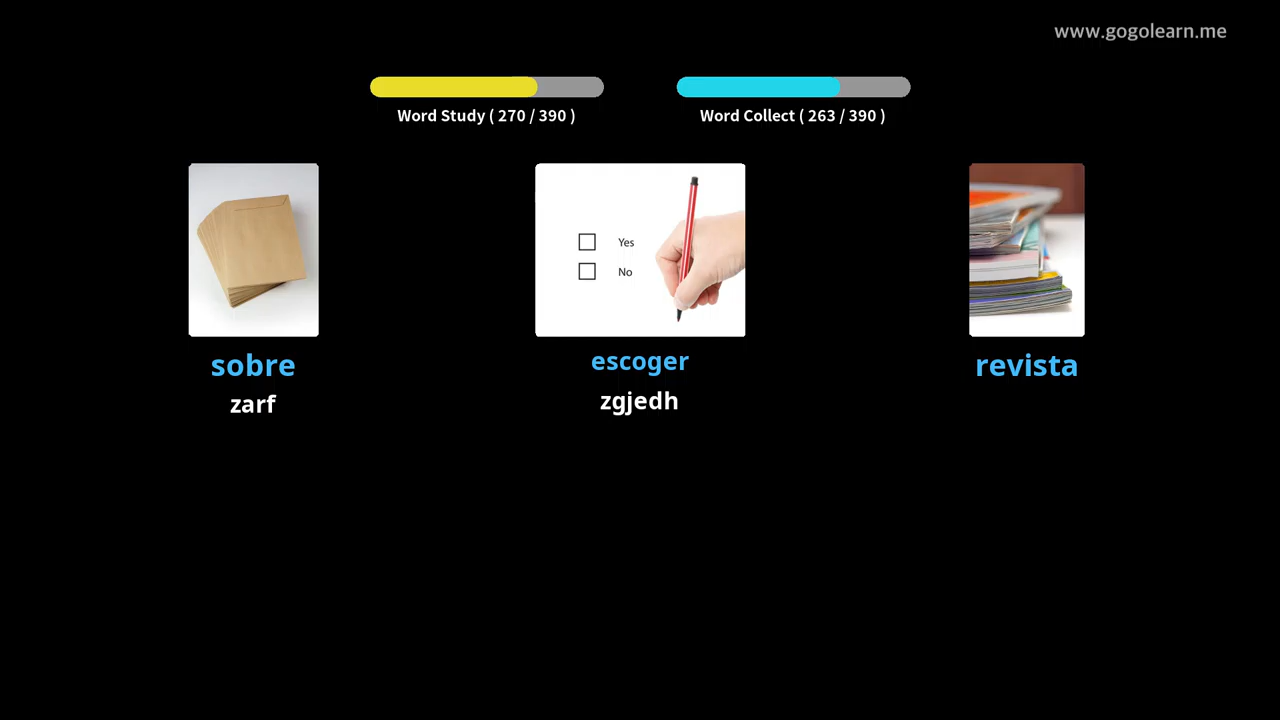 www.gogolearn.me
Word Study ( 270 / 390 )
Word Collect ( 263 / 390 )
Yes
No
sobre
zarf
escoger
zgjedh
revista